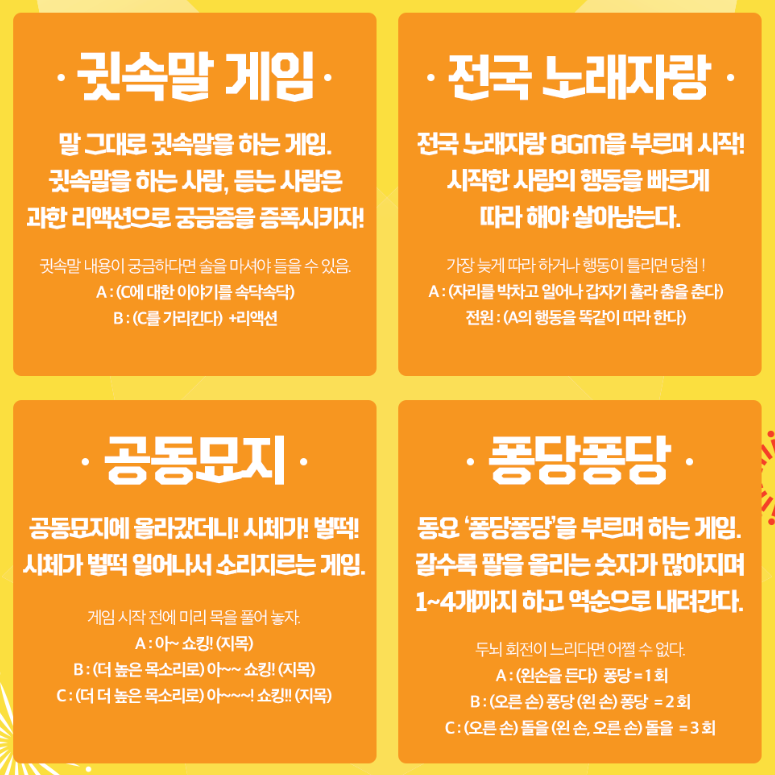 · 귓속말 게임 ·
말 그대로 귓속말을 하는 게임.
귓속말을 하는 사람, 듣는 사람은
과한 리액션으로 궁금증을 증폭시키자!
귓속말 내용이 궁금하다면 술을 마셔야 들을 수 있음.
A : (C에 대한 이야기를 속닥속닥)
B : (C를 가리킨다) +리액션
· 전국 노래자랑 ·
전국 노래자랑 BGM을 부르며 시작!
시작한 사람의 행동을 빠르게
따라 해야 살아남는다.
가장 늦게 따라 하거나 행동이 틀리면 당첨 !
A : (자리를 박차고 일어나 갑자기 훌라 춤을 춘다)
전원 : (A의 행동을 똑같이 따라 한다)
· 공동묘지 ·
공동묘지에 올라갔더니! 시체가! 벌떡!
시체가 벌떡 일어나서 소리지르는 게임.
게임 시작 전에 미리 목을 풀어 놓자.
A : 아~ 쇼킹! (지목)
B : (더 높은 목소리로) 아~~ 쇼킹! (지목)
C : (더 더 높은 목소리로) 아~~~! 쇼킹!! (지목)
· 퐁당퐁당 ·
동요 ‘퐁당퐁당’을 부르며 하는 게임.
갈수록 팔을 올리는 숫자가 많아지며
1~4개까지 하고 역순으로 내려간다.
두뇌 회전이 느리다면 어쩔 수 없다.
A : (왼손을 든다) 퐁당 = 1회
B : (오른 손) 퐁당 (왼 손) 퐁당 = 2회
C : (오른 손) 돌을 (왼 손, 오른 손) 돌을 = 3회